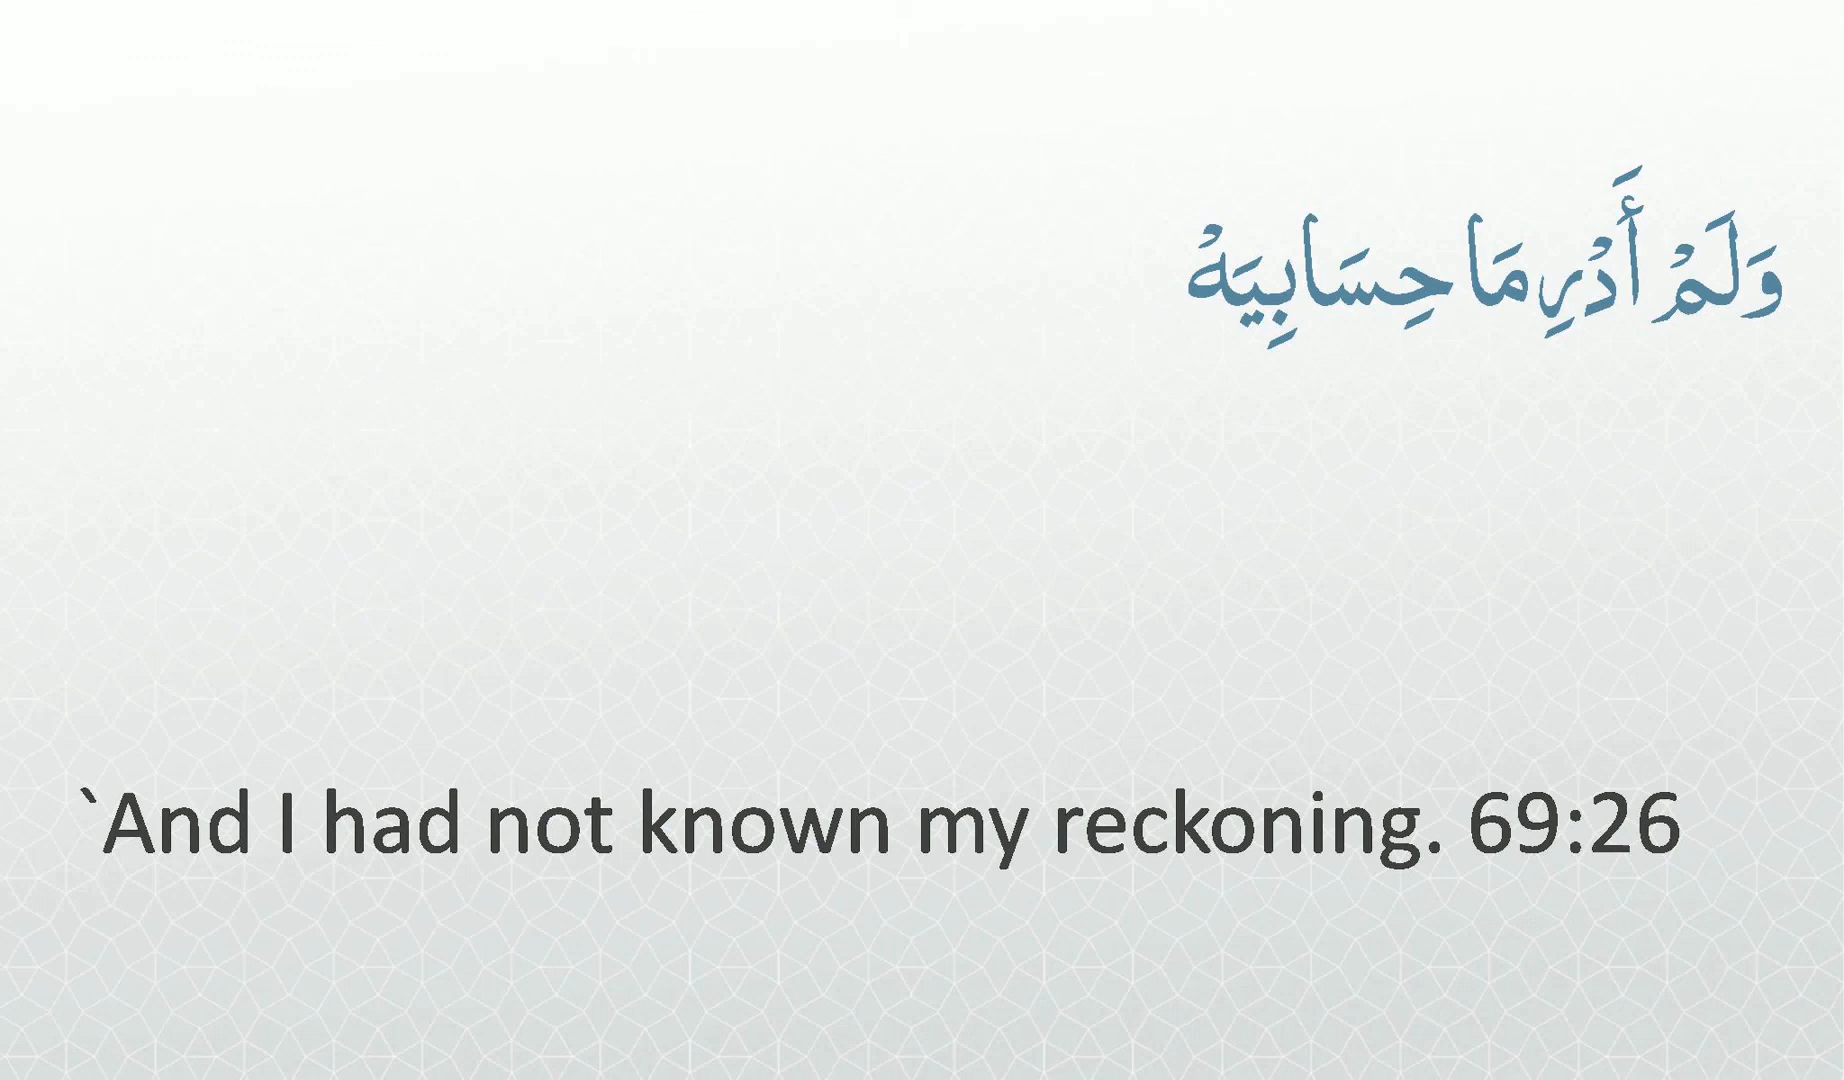 وَلَمْ أَدْرِ مَا حِسَابِيَهْ
`And I had not known my reckoning. 69:26